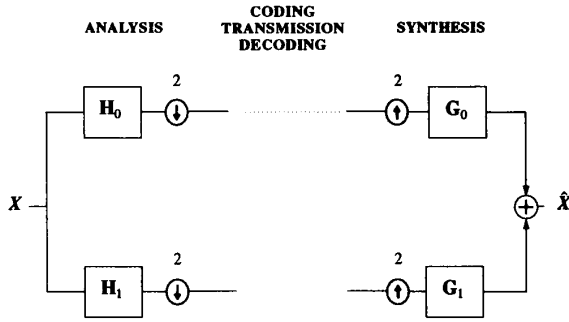 ANALYSIS
CODING
TRANSMISSION
DECODING
SYNTHESIS
2
2
H₀
G₀
X
X̂
2
2
H₁
G₁